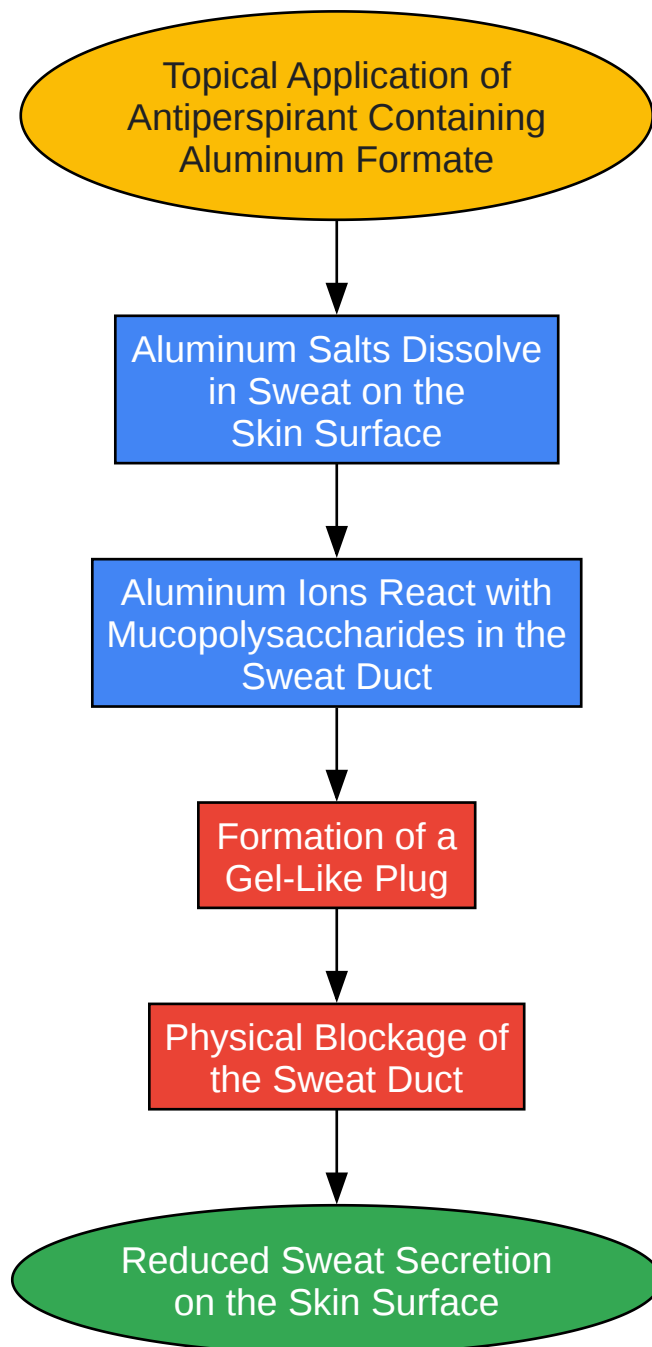 Topical Application of
Antiperspirant Containing
Aluminum Formate
Aluminum Salts Dissolve
in Sweat on the
Skin Surface
Aluminum Ions React with
Mucopolysaccharides in the
Sweat Duct
Formation of a
Gel-Like Plug
Physical Blockage of
the Sweat Duct
Reduced Sweat Secretion
on the Skin Surface